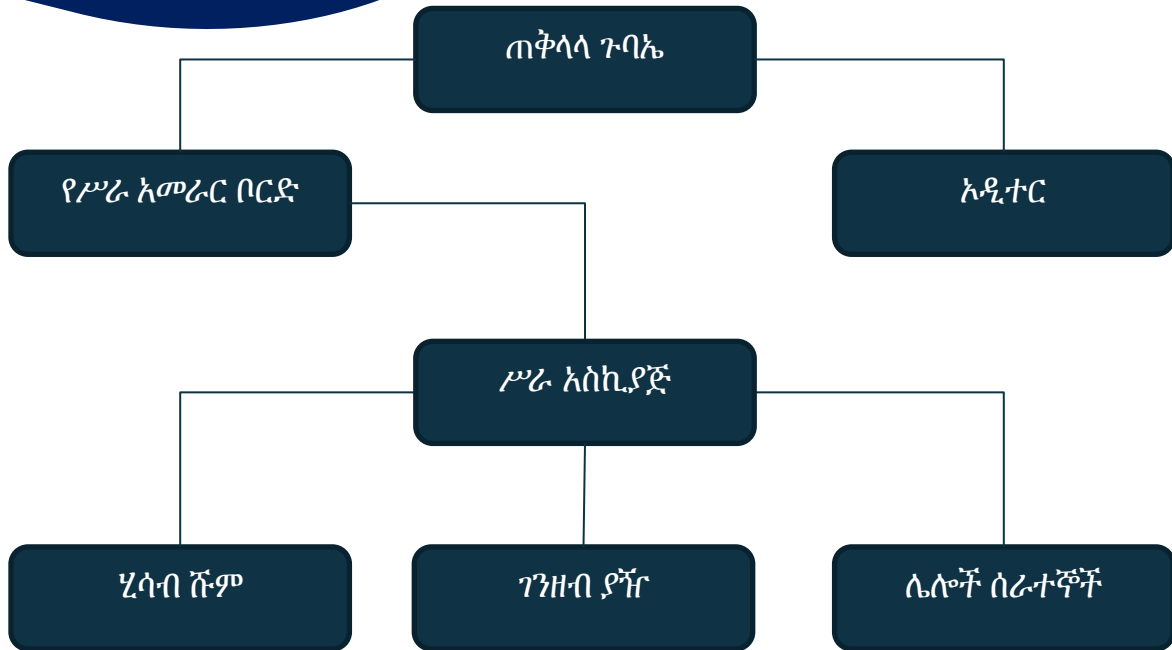 ጠቅላላ ጉባኤ
የሥራ አመራር ቦርድ
ኦዲተር
ሥራ አስኪያጅ
ሂሳብ ሹም
ገንዘብ ያዥ
ሌሎች ሰራተኞች